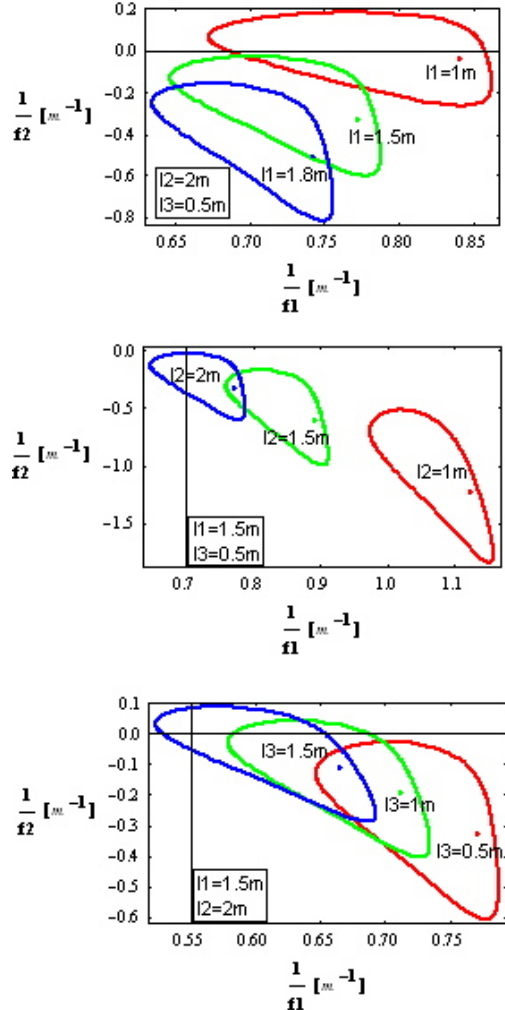 0.2
0.0
−0.2
−0.4
−0.6
−0.8
1/f2 [m⁻¹]
l1=1m
l1=1.5m
l1=1.8m
l2=2m
l3=0.5m
0.65 0.70 0.75 0.80 0.85
1/f1 [m⁻¹]
0.0
−0.5
−1.0
−1.5
1/f2 [m⁻¹]
l2=2m
l2=1.5m
l2=1m
l1=1.5m
l3=0.5m
0.7 0.8 0.9 1.0 1.1
1/f1 [m⁻¹]
0.1
0.0
−0.1
−0.2
−0.3
−0.4
−0.5
−0.6
1/f2 [m⁻¹]
l3=1.5m
l3=1m
l3=0.5m
l1=1.5m
l2=2m
0.55 0.60 0.65 0.70 0.75
1/f1 [m⁻¹]